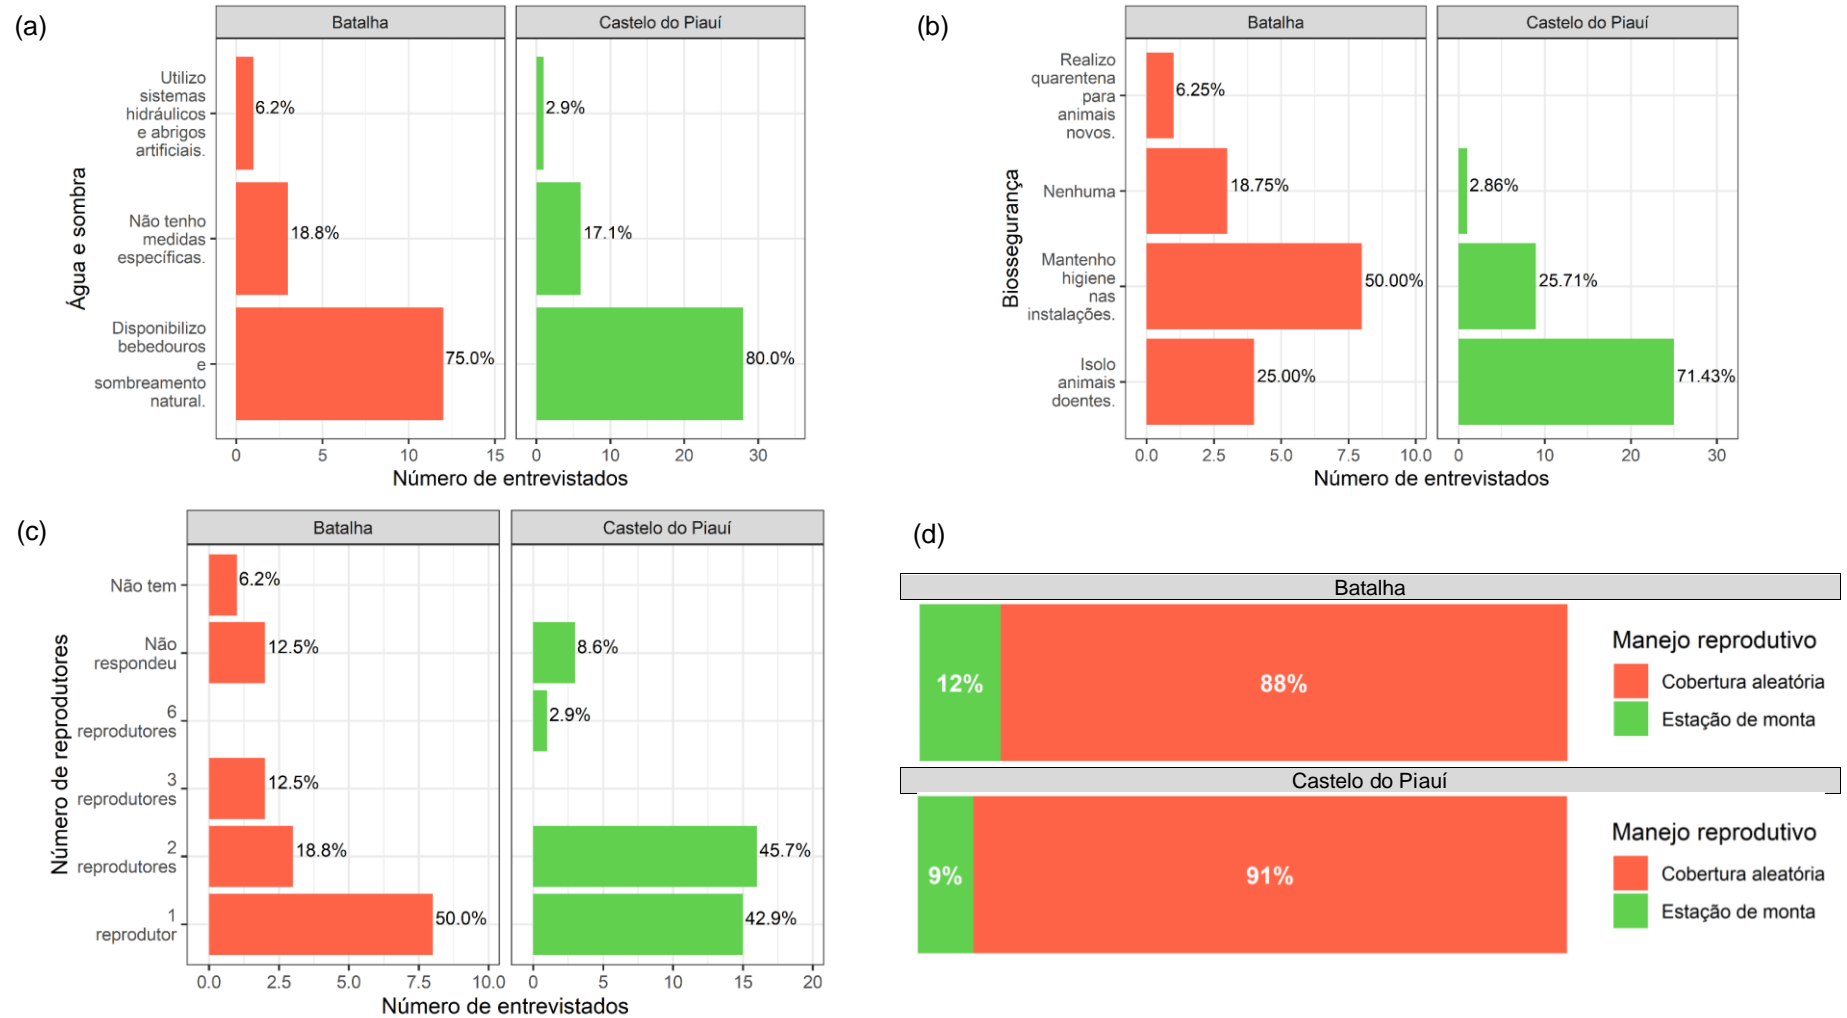 (a)
Batalha
Castelo do Piauí
Água e sombra
Utilizo
sistemas
hidráulicos
e abrigos
artificiais.
6.2%
2.9%
Não tenho
medidas
específicas.
18.8%
17.1%
Disponibilizo
bebedouros
e
sombreamento
natural.
75.0%
80.0%
0
5
10
15
0
10
20
30
Número de entrevistados
(b)
Batalha
Castelo do Piauí
Biossegurança
Realizo
quarentena
para
animais
novos.
6.25%
Nenhuma
18.75%
2.86%
Mantenho
higiene
nas
instalações.
50.00%
25.71%
Isolo
animais
doentes.
25.00%
71.43%
0.0
2.5
5.0
7.5
10.0
0
10
20
30
Número de entrevistados
(c)
Batalha
Castelo do Piauí
Número de reprodutores
Não tem
6.2%
Não
respondeu
12.5%
8.6%
6
reprodutores
2.9%
3
reprodutores
12.5%
2
reprodutores
18.8%
45.7%
1
reprodutor
50.0%
42.9%
0.0
2.5
5.0
7.5
10.0
0
5
10
15
20
Número de entrevistados
(d)
Batalha
12%
88%
Manejo reprodutivo
Cobertura aleatória
Estação de monta
Castelo do Piauí
9%
91%
Manejo reprodutivo
Cobertura aleatória
Estação de monta